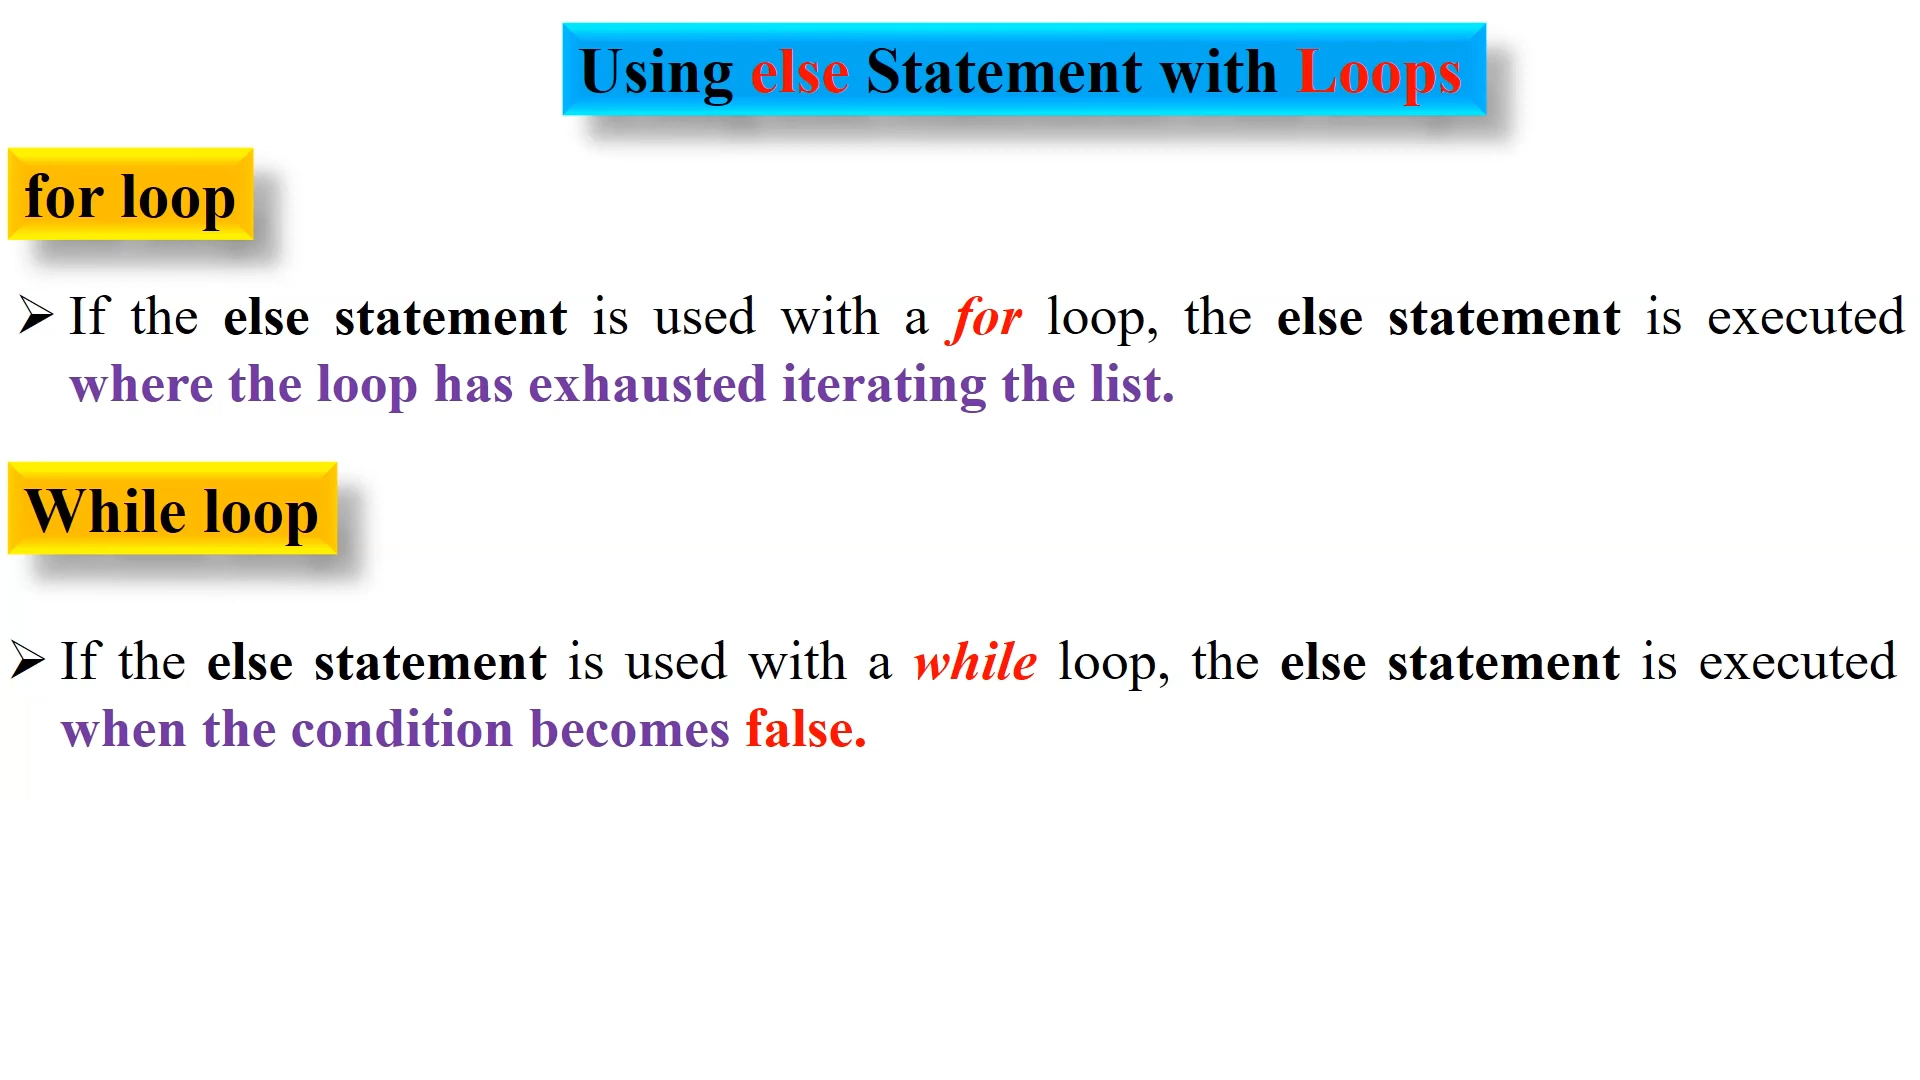 Using else Statement with Loops
for loop
➢ If the else statement is used with a for loop, the else statement is executed
where the loop has exhausted iterating the list.
While loop
➢ If the else statement is used with a while loop, the else statement is executed
when the condition becomes false.